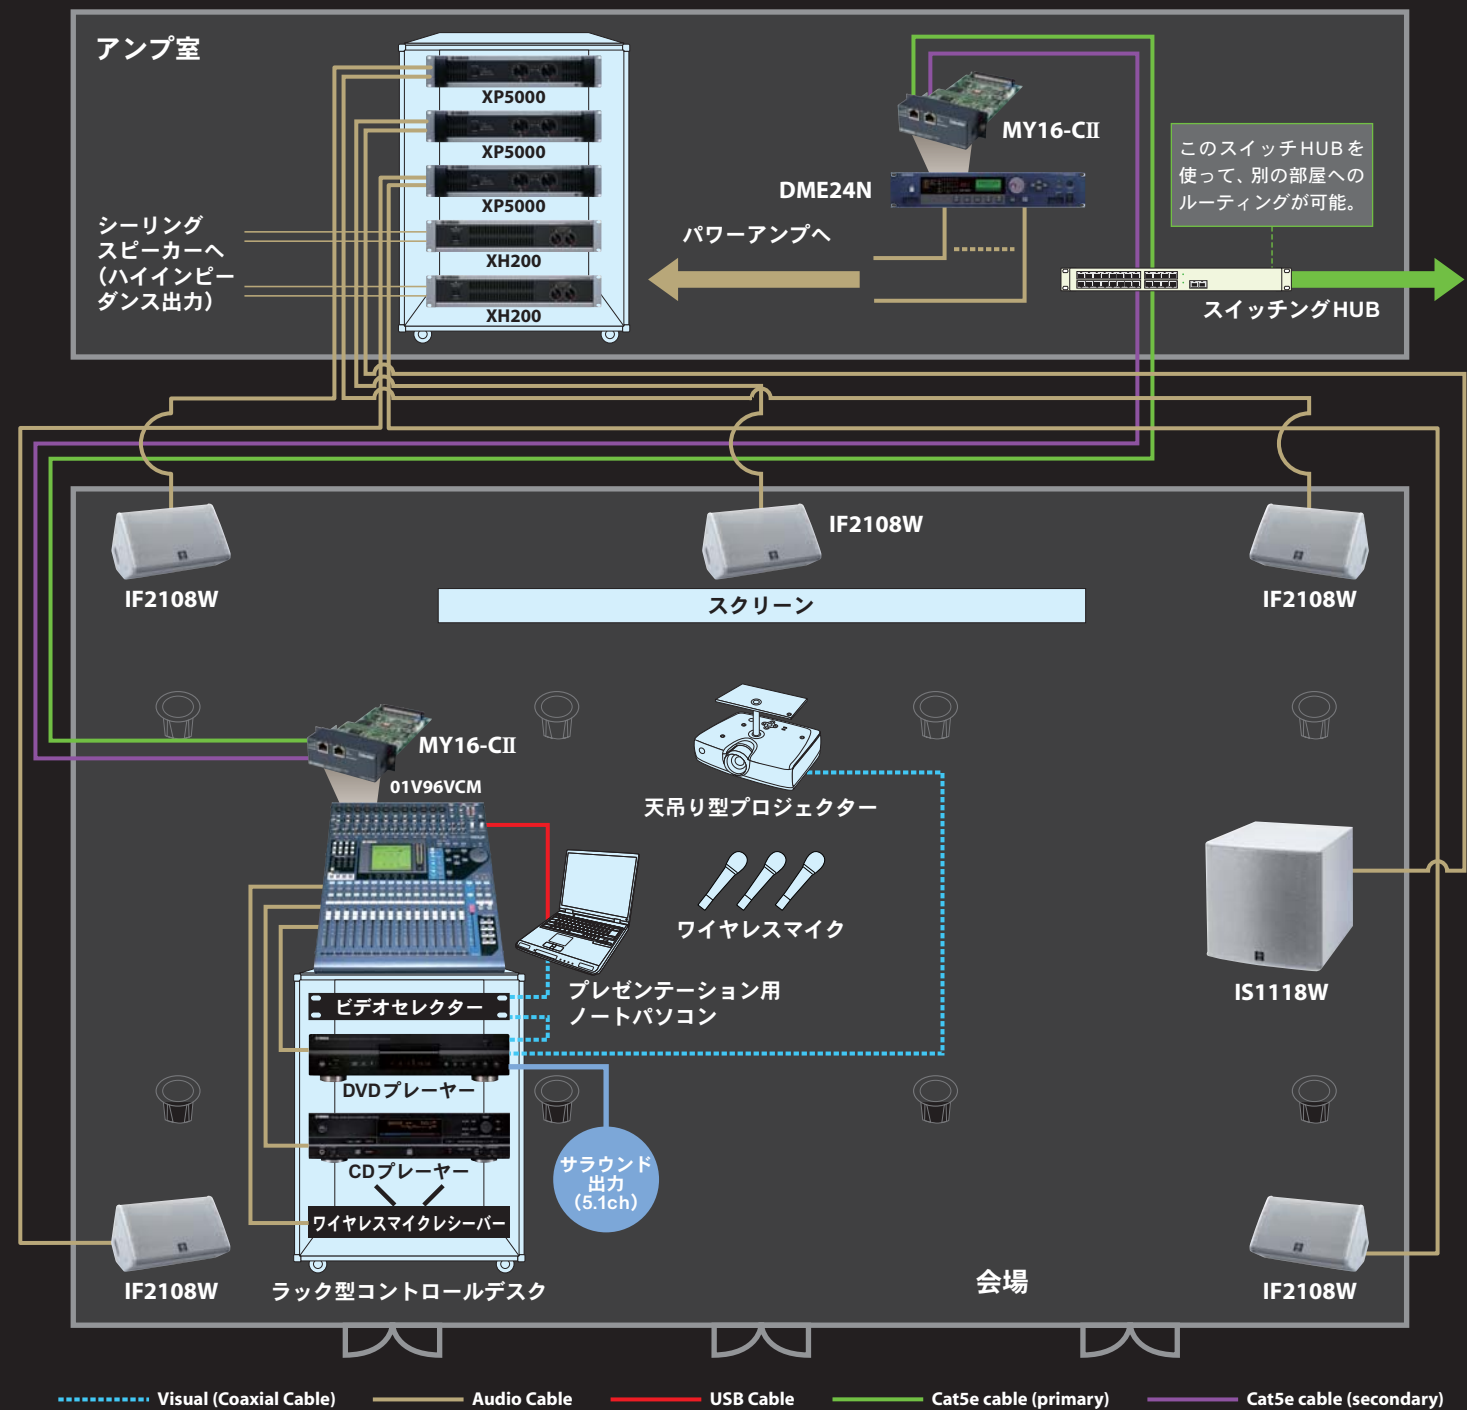 アンプ室
XP5000
XP5000
XP5000
XH200
XH200
シーリング
スピーカーへ
(ハイインピー
ダンス出力)
MY16-CⅡ
DME24N
パワーアンプへ
このスイッチHUBを
使って、別の部屋への
ルーティングが可能。
スイッチングHUB
IF2108W
IF2108W
IF2108W
スクリーン
MY16-CⅡ
01V96VCM
天吊り型プロジェクター
ワイヤレスマイク
プレゼンテーション用
ノートパソコン
IS1118W
ビデオセレクター
DVDプレーヤー
CDプレーヤー
ワイヤレスマイクレシーバー
サラウンド
出力
(5.1ch)
IF2108W
ラック型コントロールデスク
会場
IF2108W
Visual (Coaxial Cable)
Audio Cable
USB Cable
Cat5e cable (primary)
Cat5e cable (secondary)